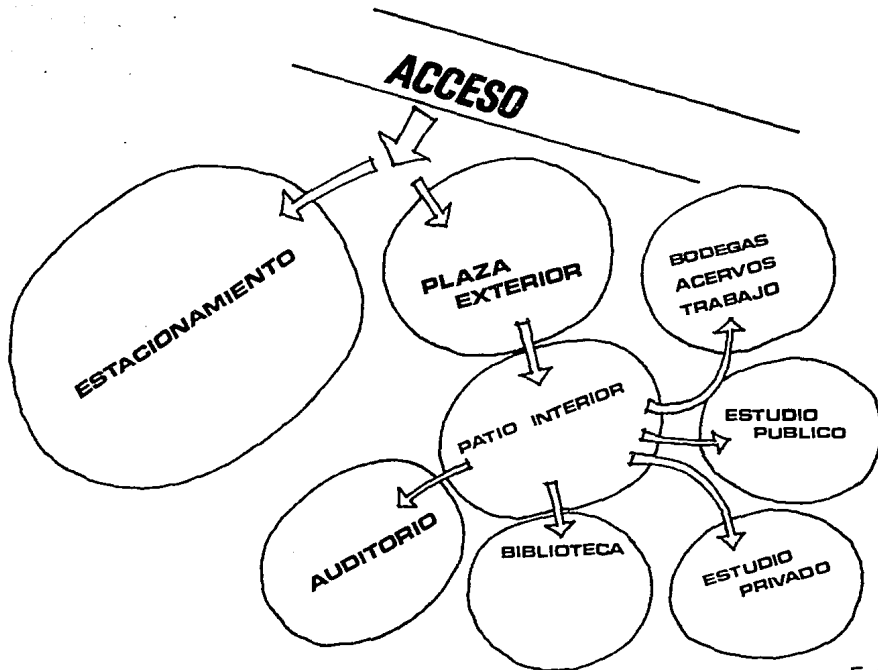 ACCESO
ESTACIONAMIENTO
PLAZA
EXTERIOR
BODEGAS
ACERVOS
TRABAJO
PATIO INTERIOR
ESTUDIO
PUBLICO
AUDITORIO
BIBLIOTECA
ESTUDIO
PRIVADO